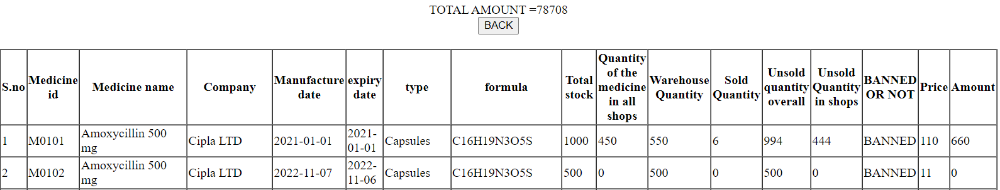 TOTAL AMOUNT =78708
BACK
S.no Medicine id Medicine name Company Manufacture date expiry date type formula Total stock Quantity of the medicine in all shops Warehouse Quantity Sold Quantity Unsold quantity overall Unsold Quantity in shops BANNED OR NOT Price Amount
1 M0101 Amoxycillin 500 mg Cipla LTD 2021-01-01 2021-01-01 Capsules C16H19N3O5S 1000 450 550 6 994 444 BANNED 110 660
2 M0102 Amoxycillin 500 mg Cipla LTD 2022-11-07 2022-11-06 Capsules C16H19N3O5S 500 0 500 0 500 0 BANNED 11 0